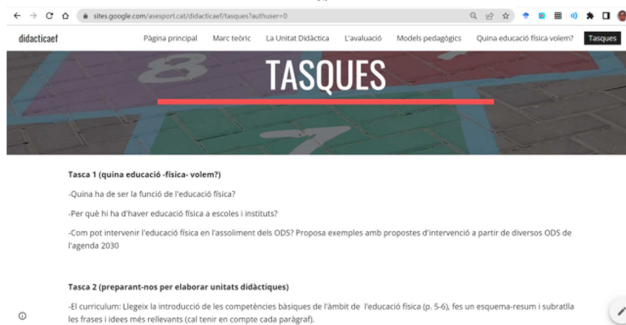 sites.google.com/asesport.cat/didacticaef/tasques?authuser=0
didacticaef Pàgina principal Marc teòric La Unitat Didàctica L'avaluació Models pedagògics Quina educació física volem? Tasques
TASQUES
Tasca 1 (quina educació -física- volem?)
-Quina ha de ser la funció de l'educació física?
-Per què hi ha d'haver educació física a escoles i instituts?
-Com pot intervenir l'educació física en l'assoliment dels ODS? Proposa exemples amb propostes d'intervenció a partir de diversos ODS de
l'agenda 2030
Tasca 2 (preparant-nos per elaborar unitats didàctiques)
-El curriculum: Llegeix la introducció de les competències bàsiques de l'àmbit de l'educació física (p. 5-6), fes un esquema-resum i subratlla
les frases i idees més rellevants (cal tenir en compte cada paràgraf).